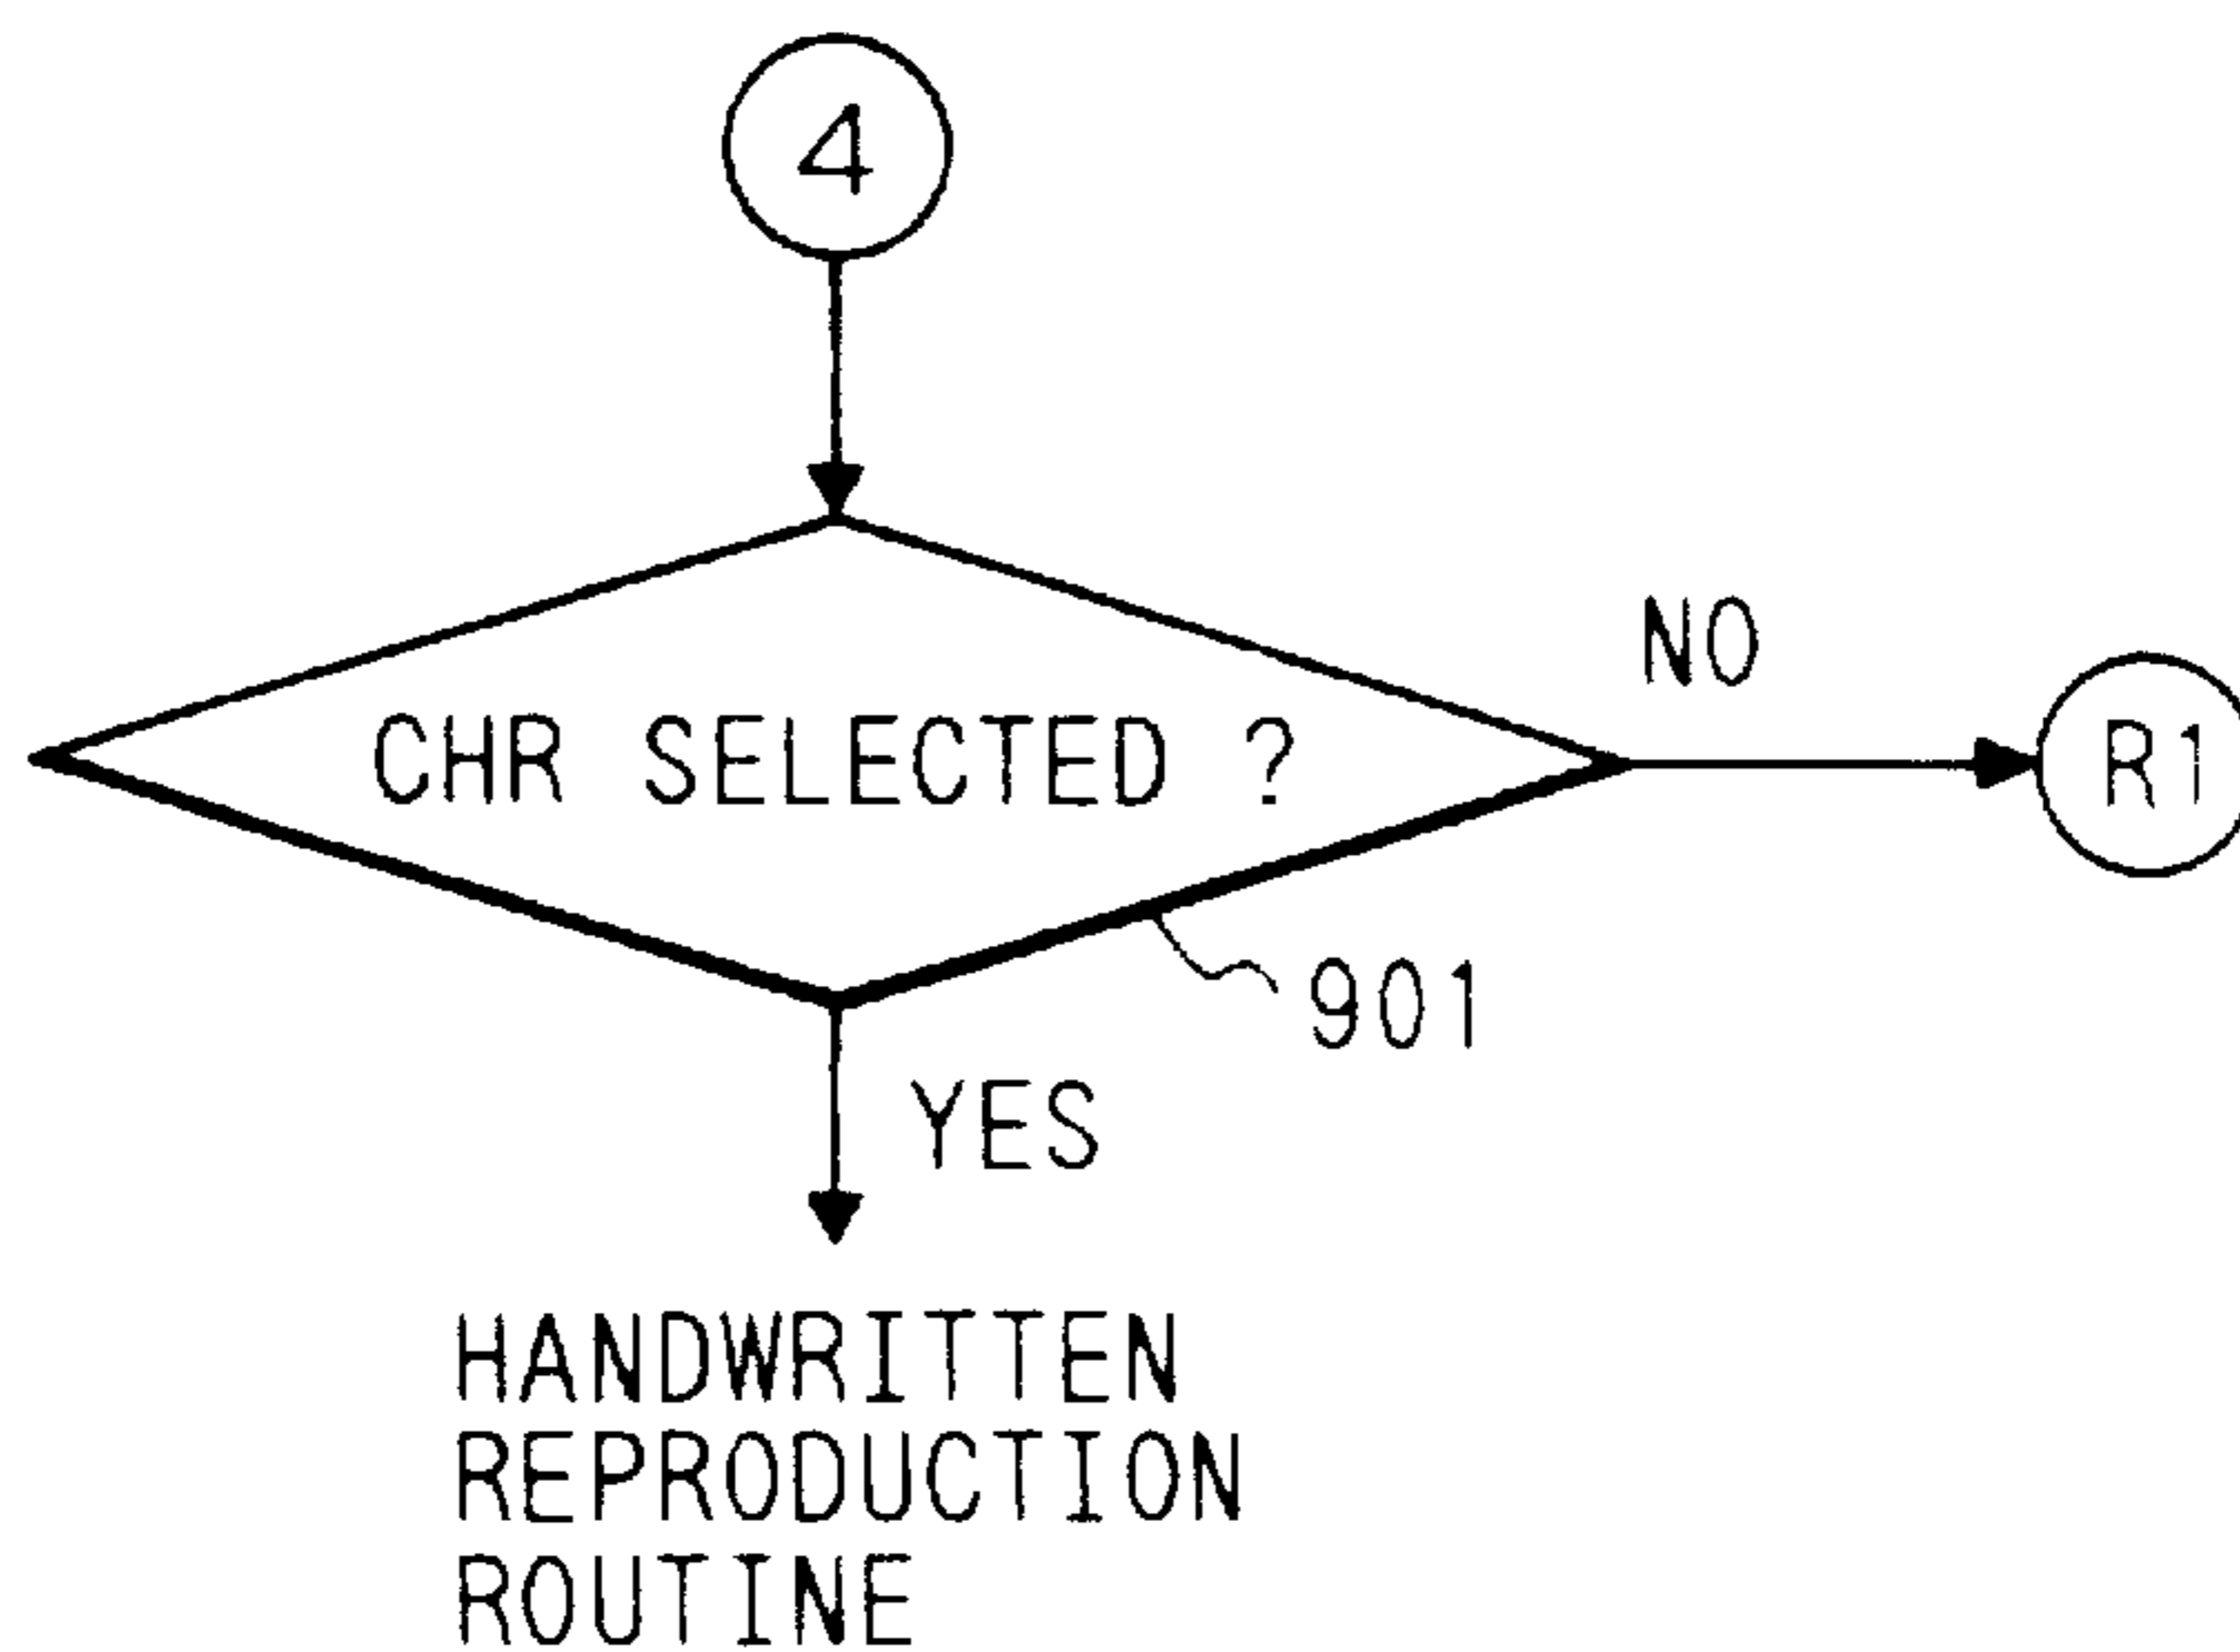 4
NO
CHR SELECTED ?
R1
901
YES
HANDWRITTEN
REPRODUCTION
ROUTINE